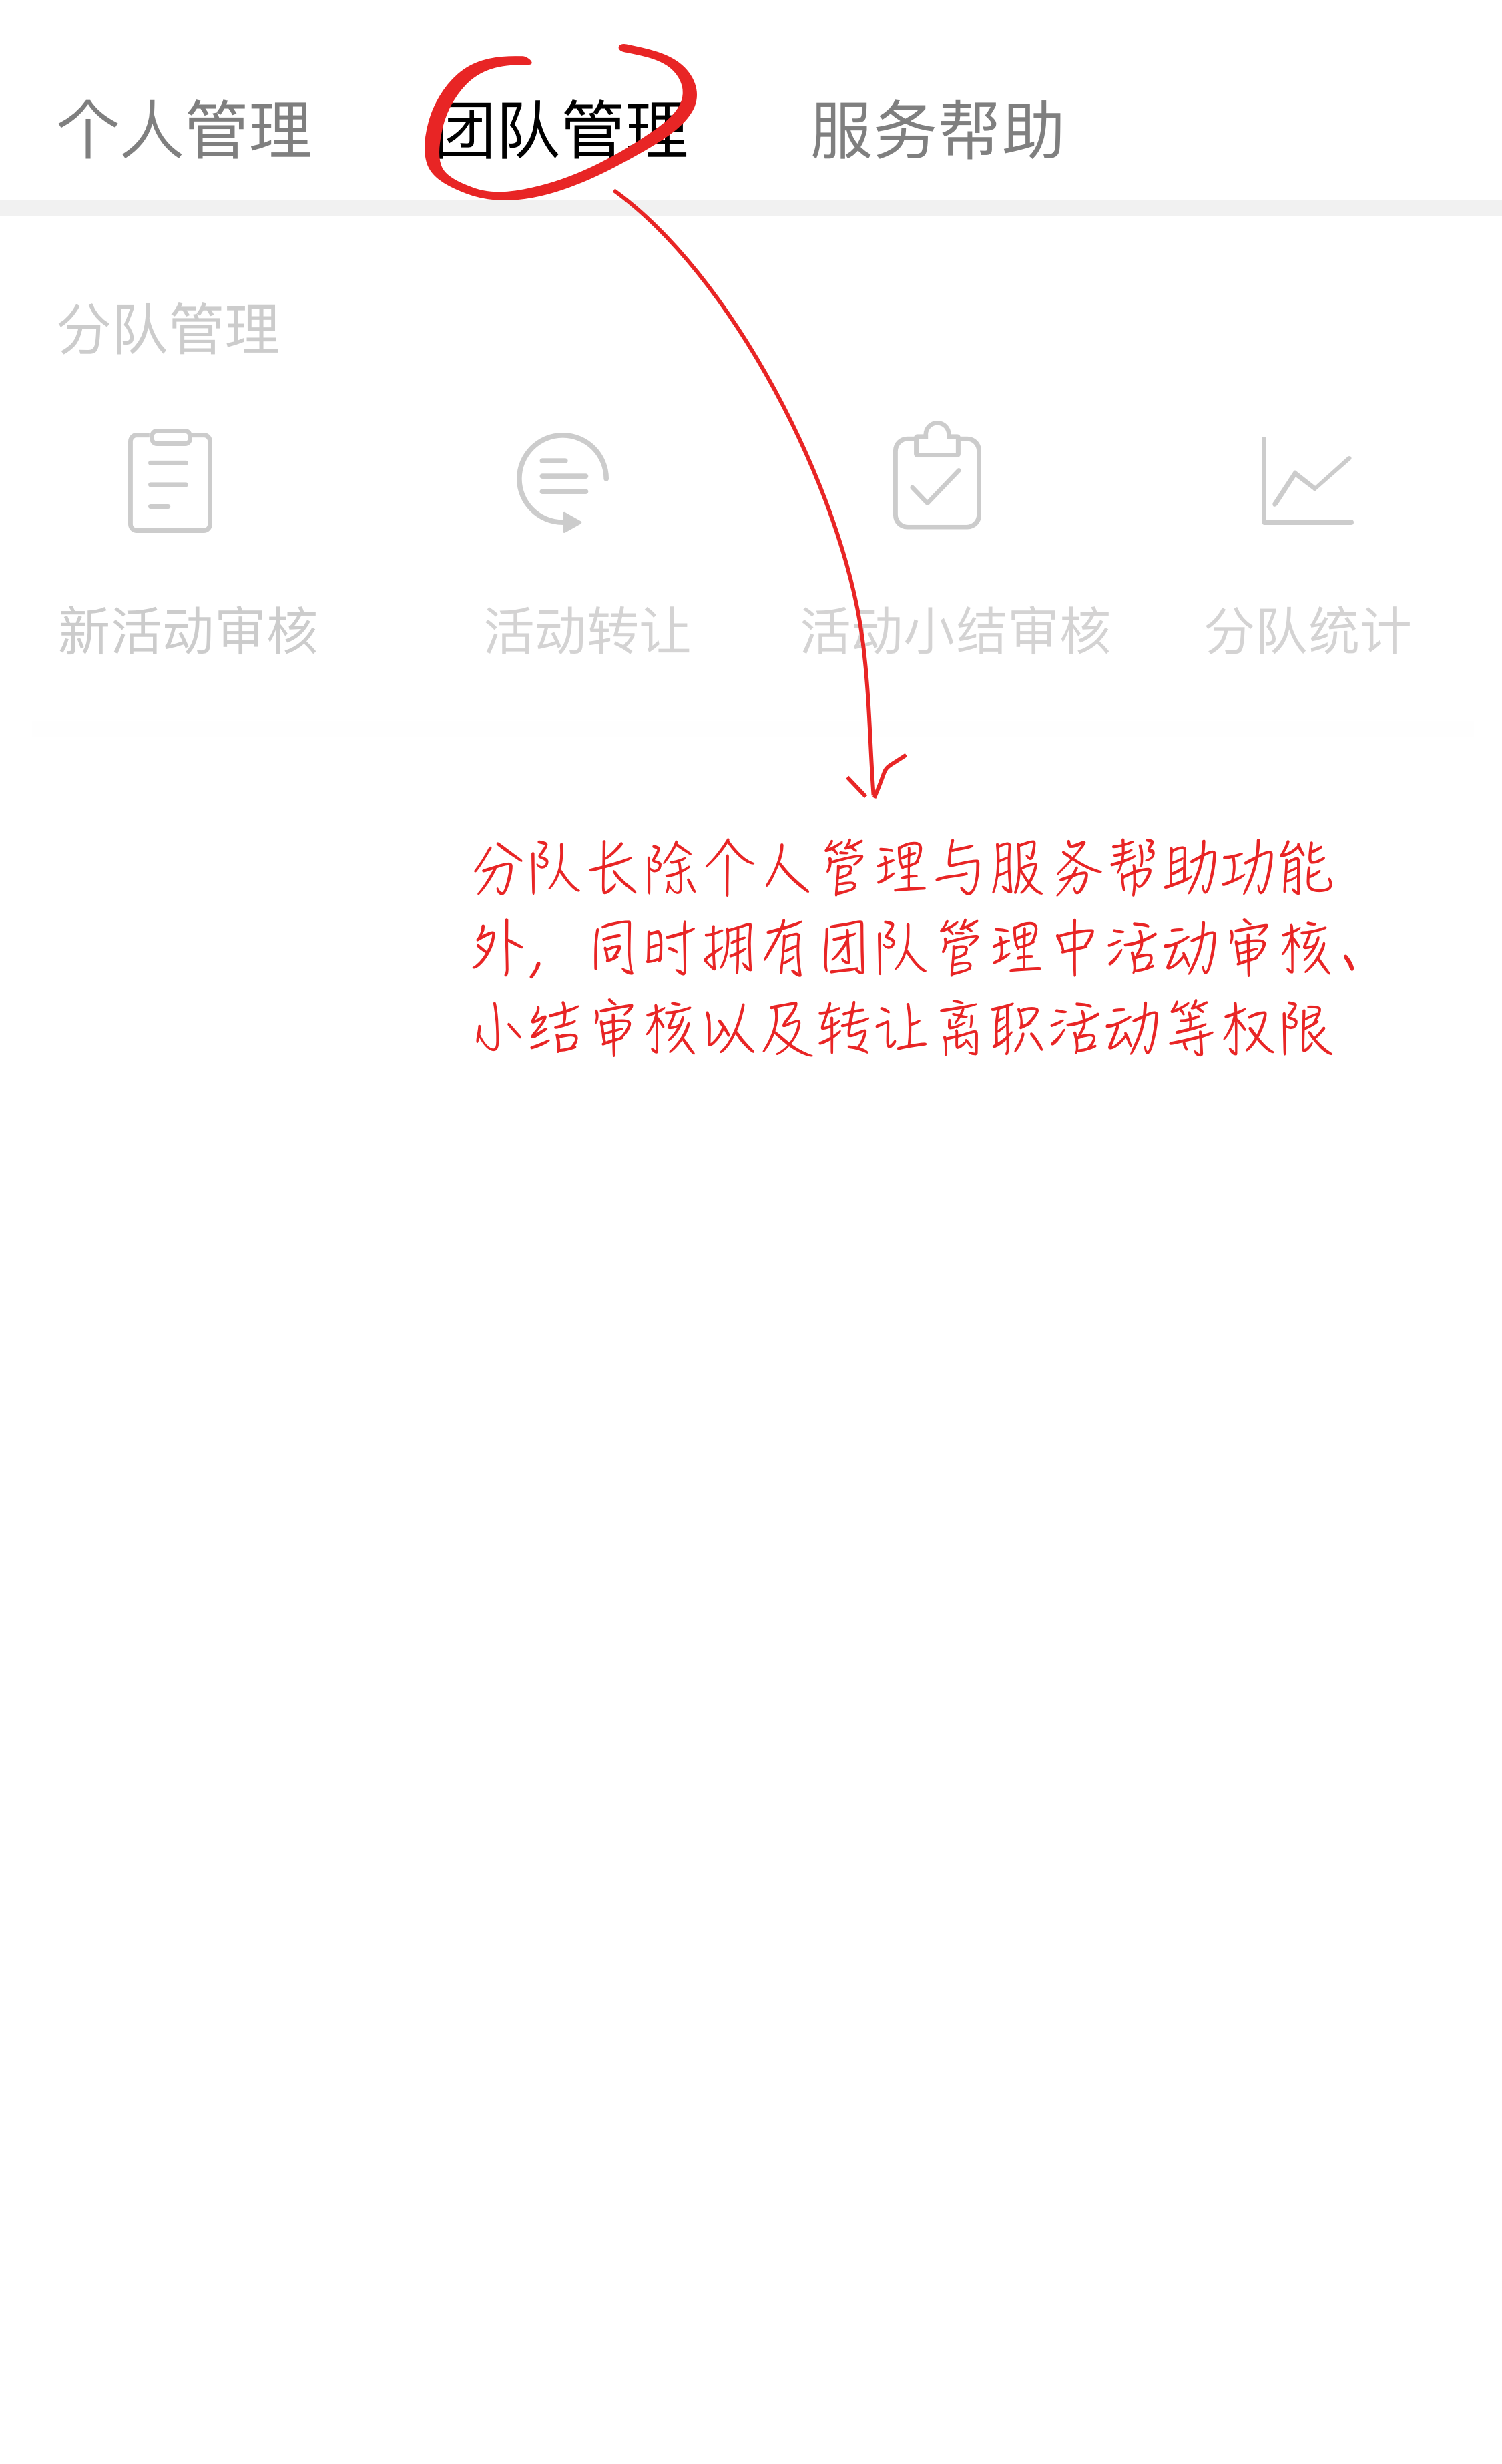 个人管理 团队管理 服务帮助
分队管理
新活动审核 活动转让 活动小结审核 分队统计
分队长除个人管理与服务帮助功能
外，同时拥有团队管理中活动审核、
小结审核以及转让离职活动等权限